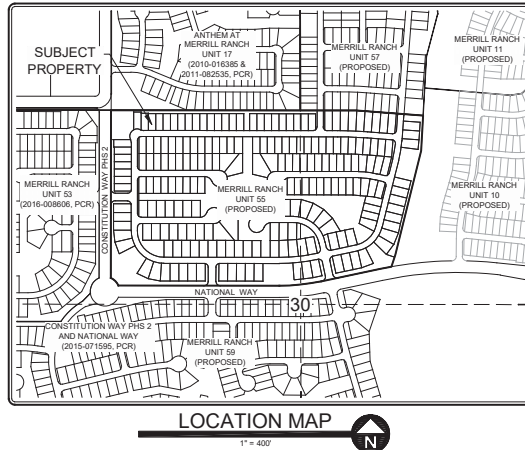 SUBJECT
PROPERTY
ANTHEM AT
MERRILL RANCH
UNIT 17
(2010-016385 &
2011-082535, PCR)
MERRILL RANCH
UNIT 57
(PROPOSED)
MERRILL RANCH
UNIT 11
(PROPOSED)
MERRILL RANCH
UNIT 53
(2016-008606, PCR)
CONSTITUTION WAY PHS 2
MERRILL RANCH
UNIT 55
(PROPOSED)
MERRILL RANCH
UNIT 10
(PROPOSED)
NATIONAL WAY
30
CONSTITUTION WAY PHS 2
AND NATIONAL WAY
(2015-071595, PCR)
MERRILL RANCH
UNIT 59
(PROPOSED)
LOCATION MAP
1" = 400'
N